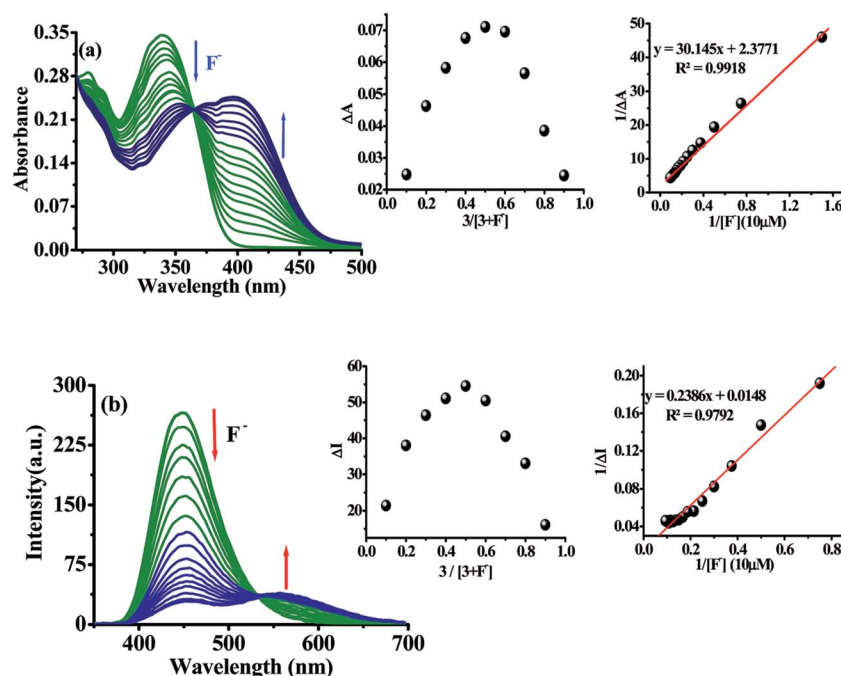 (a)
F⁻
Absorbance
0.35
0.28
0.21
0.14
0.07
0.00
300 350 400 450 500
Wavelength (nm)
ΔA
0.07
0.06
0.05
0.04
0.03
0.02
0.0 0.2 0.4 0.6 0.8 1.0
3/[3+F⁻]
y = 30.145x + 2.3771
R² = 0.9918
1/ΔA
50
40
30
20
10
0
0.0 0.4 0.8 1.2 1.6
1/[F⁻](10μM)
(b)
F⁻
Intensity(a.u.)
300
225
150
75
0
400 500 600 700
Wavelength (nm)
ΔI
60
50
40
30
20
0.0 0.2 0.4 0.6 0.8 1.0
3 / [3+F⁻]
y = 0.2386x + 0.0148
R² = 0.9792
1/ΔI
0.20
0.16
0.12
0.08
0.04
0.0 0.2 0.4 0.6 0.8
1/[F⁻] (10μM)